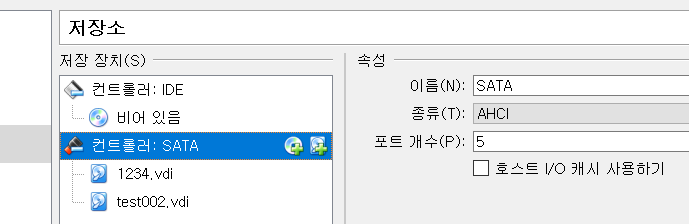 저장소
저장 장치(S)
컨트롤러: IDE
비어 있음
컨트롤러: SATA
1234.vdi
test002.vdi
속성
이름(N): SATA
종류(T): AHCI
포트 개수(P): 5
호스트 I/O 캐시 사용하기